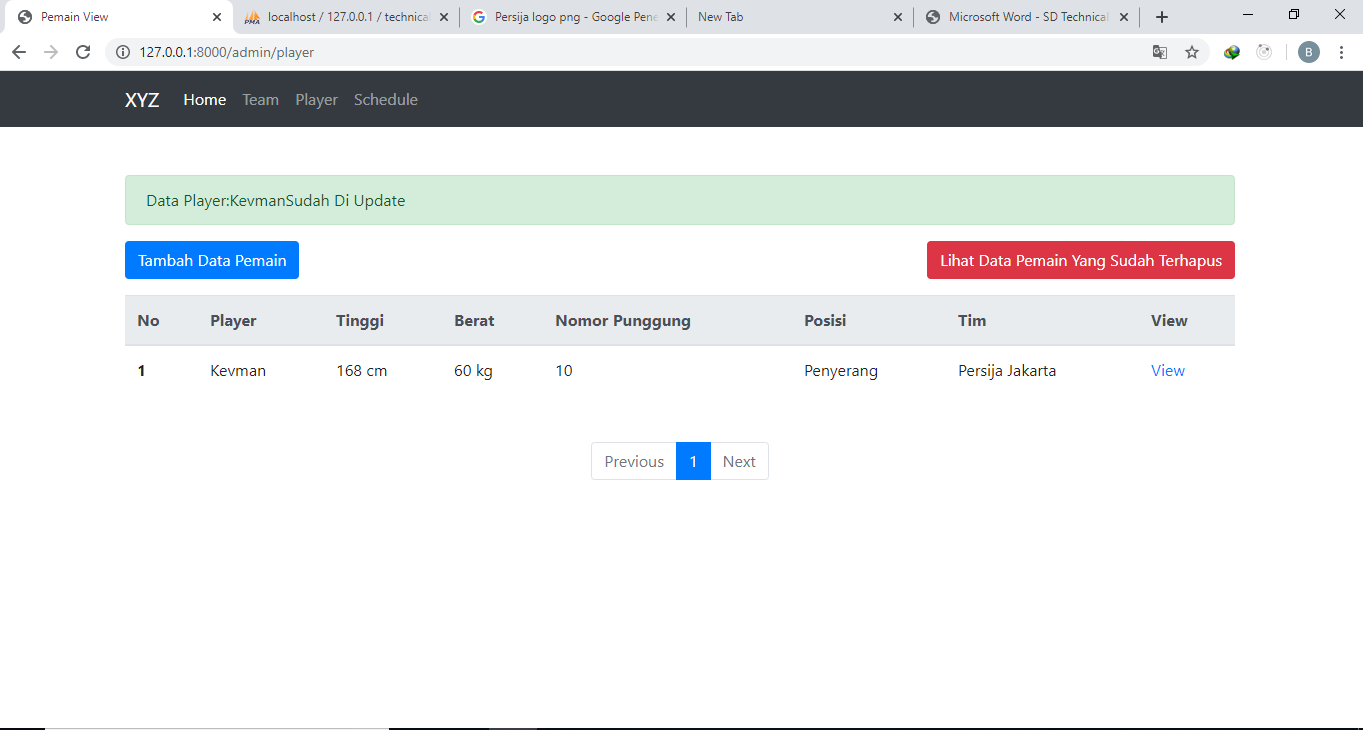 Pemain View
localhost / 127.0.0.1 / technical
Persija logo png - Google Pene
New Tab
Microsoft Word - SD Technical
127.0.0.1:8000/admin/player
B
XYZ Home Team Player Schedule
Data Player:KevmanSudah Di Update
Tambah Data Pemain
Lihat Data Pemain Yang Sudah Terhapus
No Player Tinggi Berat Nomor Punggung Posisi Tim View
1 Kevman 168 cm 60 kg 10 Penyerang Persija Jakarta View
Previous 1 Next